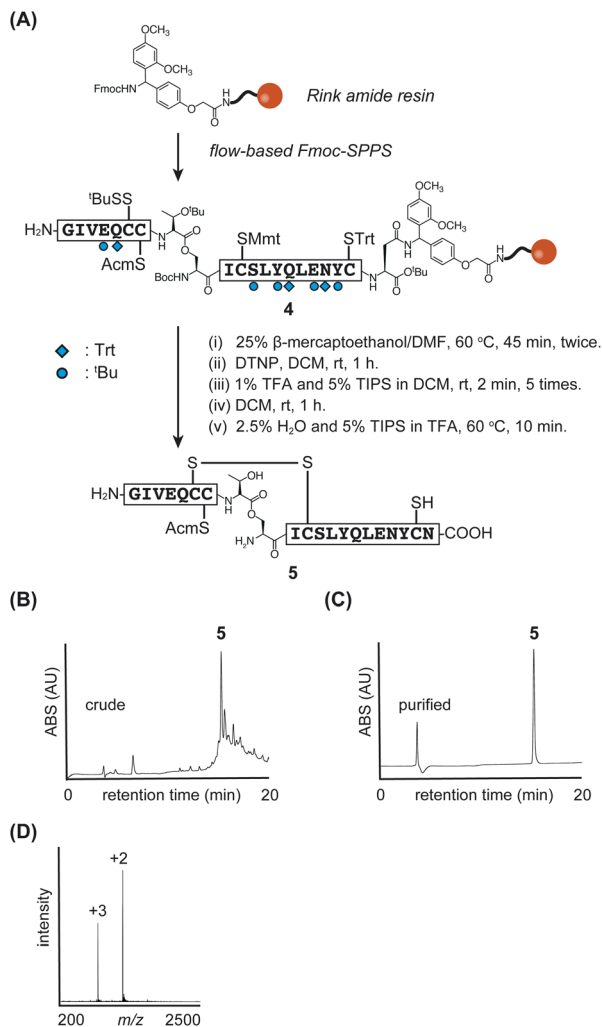 (A)
OCH₃
OCH₃
FmocHN
O
O
H
N
Rink amide resin
flow-based Fmoc-SPPS
ᵗBuSS
OᵗBu
H₂N
GIVEQCC
N
H
O
O
AcmS
BocHN
O
SMmt
ICSLYQLENYC
STrt
O
H
N
O
OᵗBu
OCH₃
OCH₃
O
O
H
N
4
: Trt
: ᵗBu
(i) 25% β-mercaptoethanol/DMF, 60 ºC, 45 min, twice.
(ii) DTNP, DCM, rt, 1 h.
(iii) 1% TFA and 5% TIPS in DCM, rt, 2 min, 5 times.
(iv) DCM, rt, 1 h.
(v) 2.5% H₂O and 5% TIPS in TFA, 60 ºC, 10 min.
S
S
H₂N
GIVEQCC
N
H
OH
O
O
AcmS
H₂N
O
SH
ICSLYQLENYCN
COOH
5
(B)
5
ABS (AU)
crude
0 retention time (min) 20
(C)
5
ABS (AU)
purified
0 retention time (min) 20
(D)
+2
+3
intensity
200 m/z 2500